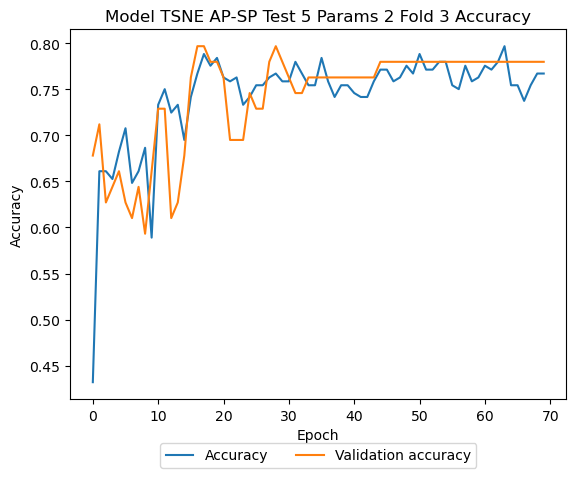 Model TSNE AP-SP Test 5 Params 2 Fold 3 Accuracy
0.80
0.75
0.70
0.65
0.60
0.55
0.50
0.45
Accuracy
0 10 20 30 40 50 60 70
Epoch
Accuracy Validation accuracy